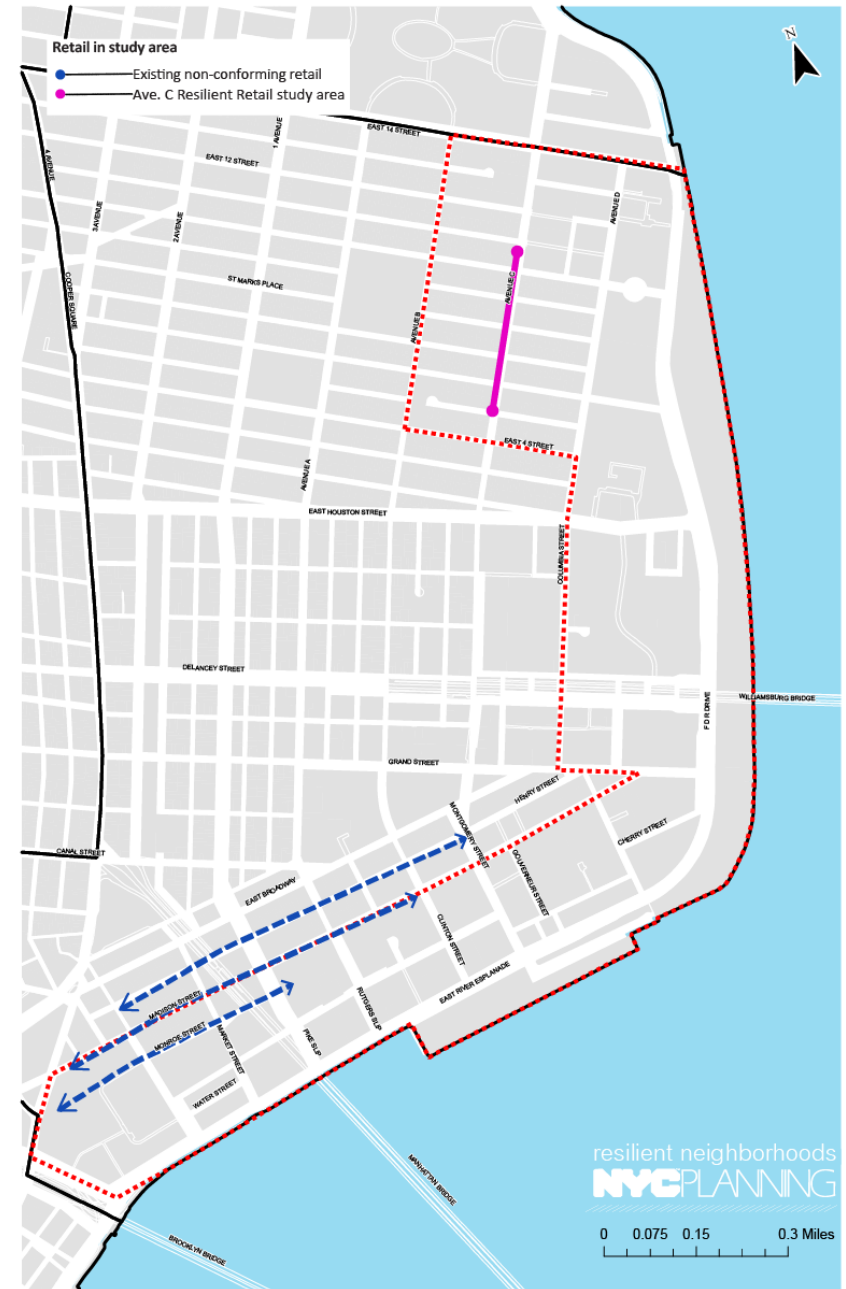 Retail in study area
Existing non-conforming retail
Ave. C Resilient Retail study area
N
EAST 14 STREET
1 AVENUE
EAST 12 STREET
4 AVENUE
3 AVENUE
2 AVENUE
AVENUE D
ST MARKS PLACE
AVENUE C
COOPER SQUARE
AVENUE B
EAST 4 STREET
AVENUE A
EAST HOUSTON STREET
COLUMBIA STREET
DELANCEY STREET
WILLIAMSBURG BRIDGE
F D R DRIVE
GRAND STREET
HENRY STREET
MONTGOMERY STREET
CHERRY STREET
CANAL STREET
GOUVERNEUR STREET
EAST BROADWAY
CLINTON STREET
EAST RIVER ESPLANADE
MADISON STREET
RUTGERS SLIP
MONROE STREET
MARKET STREET
PIKE SLIP
WATER STREET
MANHATTAN BRIDGE
BROOKLYN BRIDGE
resilient neighborhoods
NYCPLANNING
0 0.075 0.15 0.3 Miles